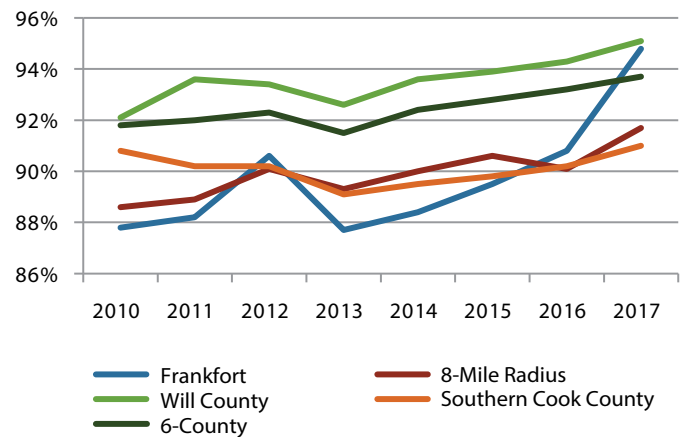 96%
94%
92%
90%
88%
86%
2010 2011 2012 2013 2014 2015 2016 2017
Frankfort
8-Mile Radius
Will County
Southern Cook County
6-County